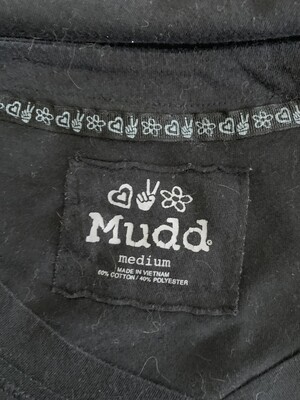 Mudd®
medium
MADE IN VIETNAM
60% COTTON / 40% POLYESTER